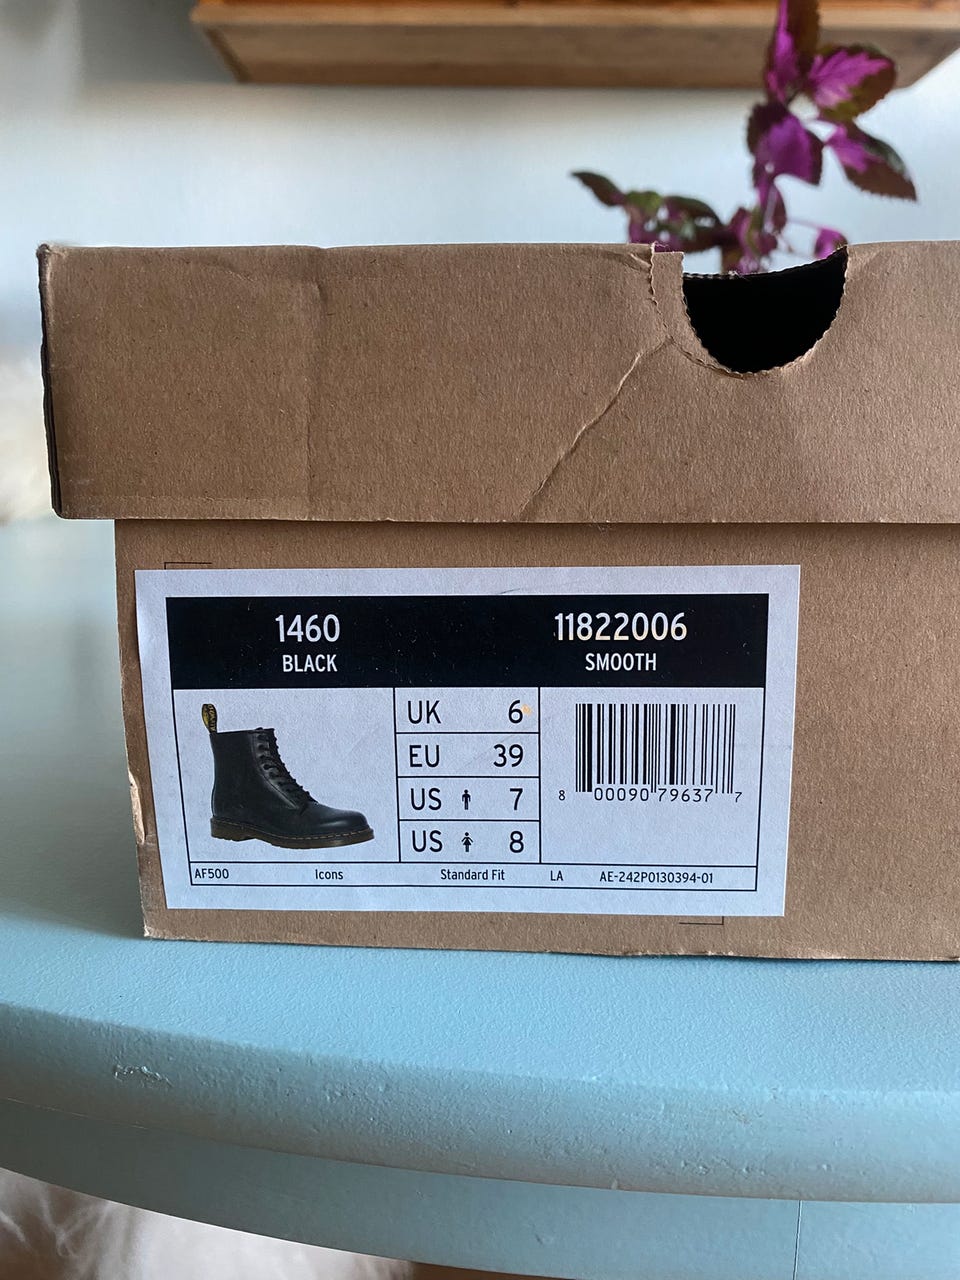 1460
BLACK
11822006
SMOOTH
UK 6
EU 39
US 7
US 8
8 00090 79637 7
AF500 Icons Standard Fit LA AE-242P0130394-01